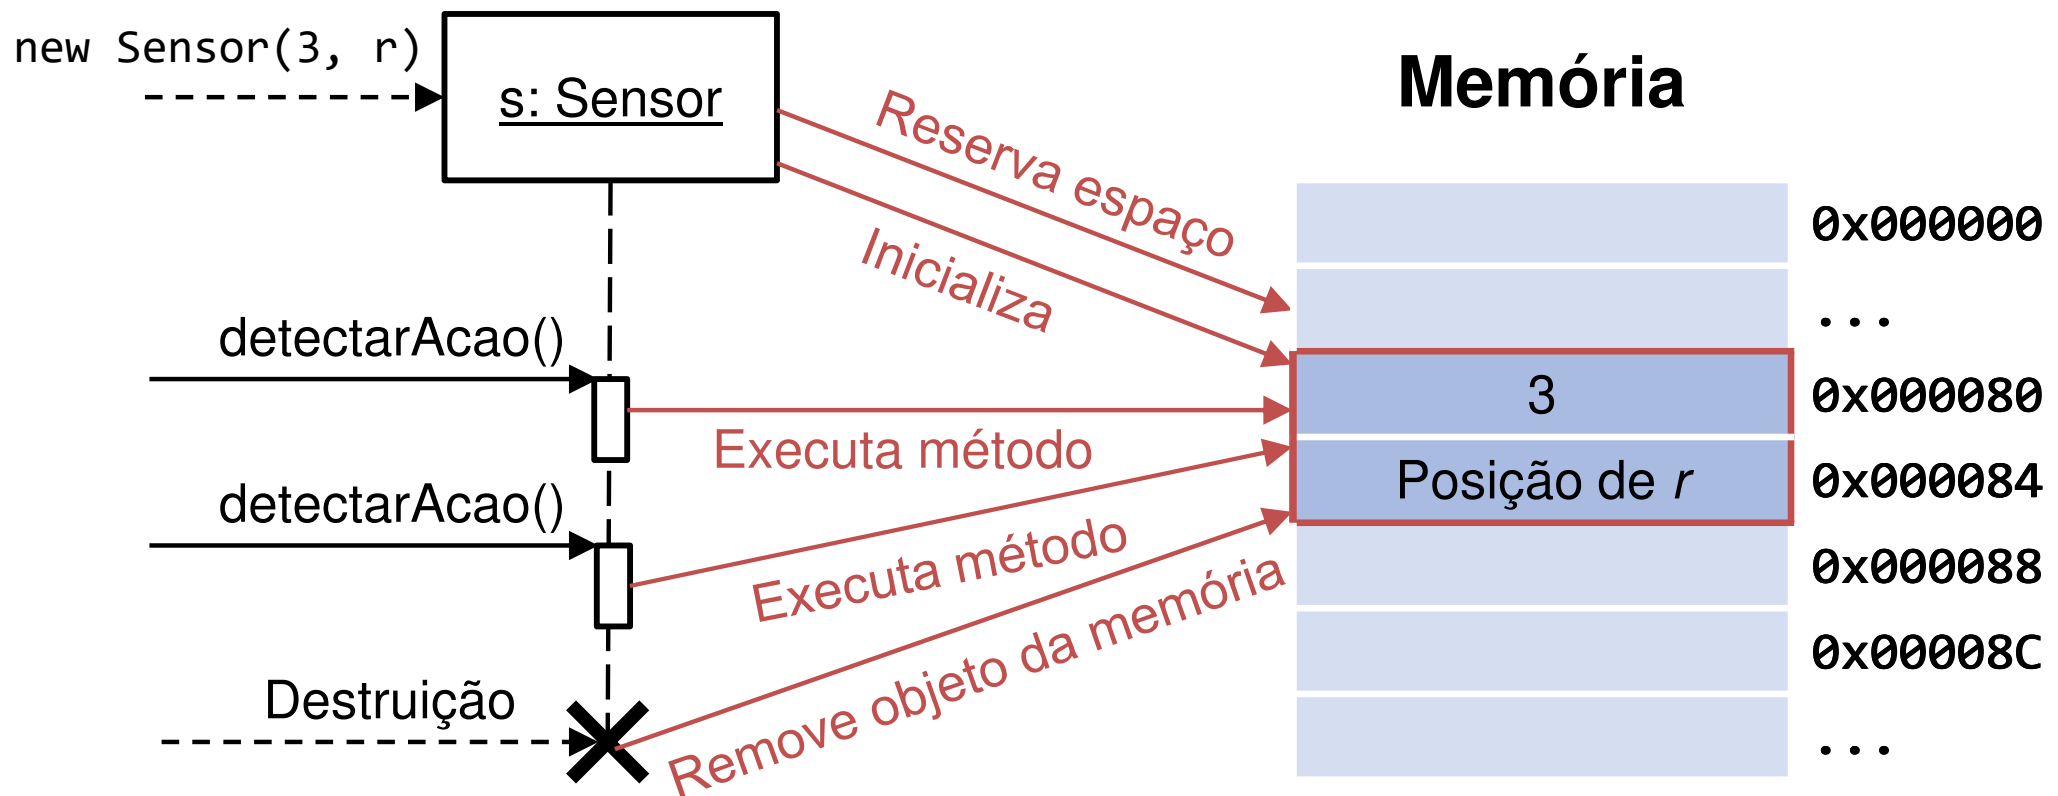 new Sensor(3, r)
s: Sensor
Memória
Reserva espaço
Inicializa
0x000000
...
detectarAcao()
3
0x000080
Executa método
Posição de r
0x000084
detectarAcao()
Executa método
0x000088
Remove objeto da memória
0x00008C
Destruição
...